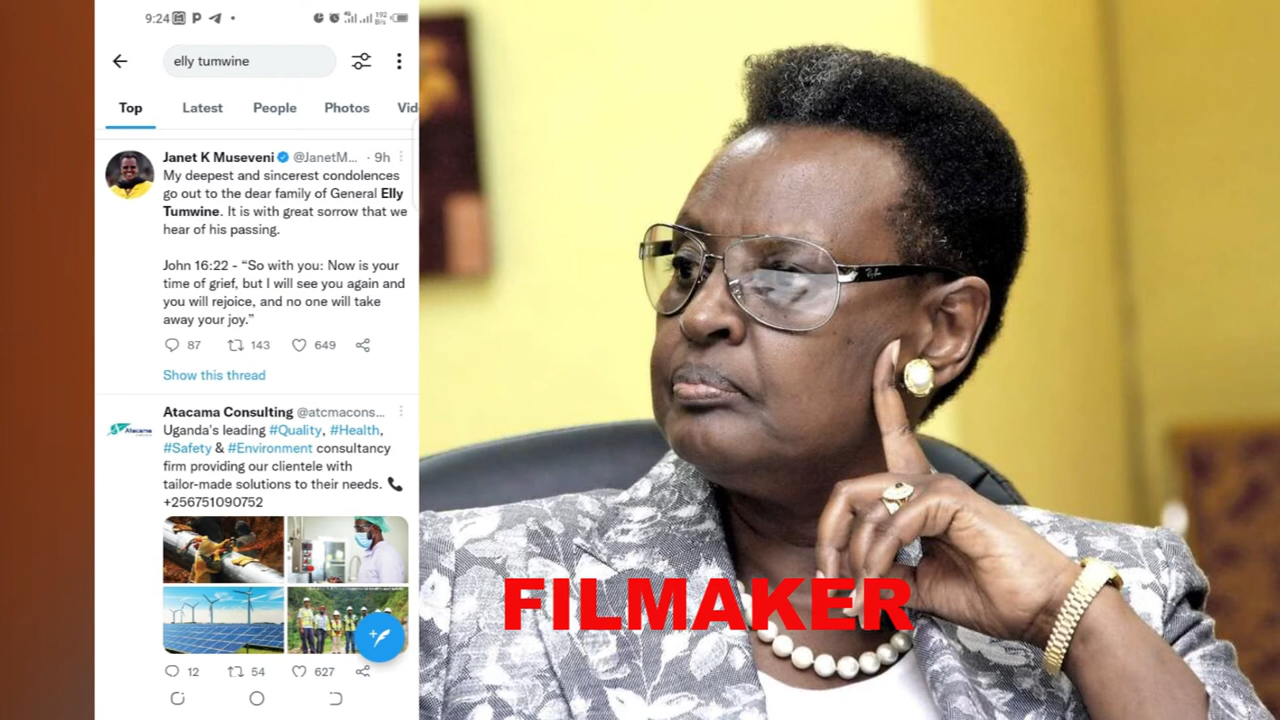 9:24
192
B/s
elly tumwine
Top Latest People Photos Vid
Janet K Museveni @JanetM... · 9h
My deepest and sincerest condolences
go out to the dear family of General Elly
Tumwine. It is with great sorrow that we
hear of his passing.
John 16:22 - “So with you: Now is your
time of grief, but I will see you again and
you will rejoice, and no one will take
away your joy.”
87 143 649
Show this thread
Atacama Consulting @atcmacons...
Uganda's leading #Quality, #Health,
#Safety & #Environment consultancy
firm providing our clientele with
tailor-made solutions to their needs.
+256751090752
12 54 627
Atacama
Ray-Ban
FILMAKER